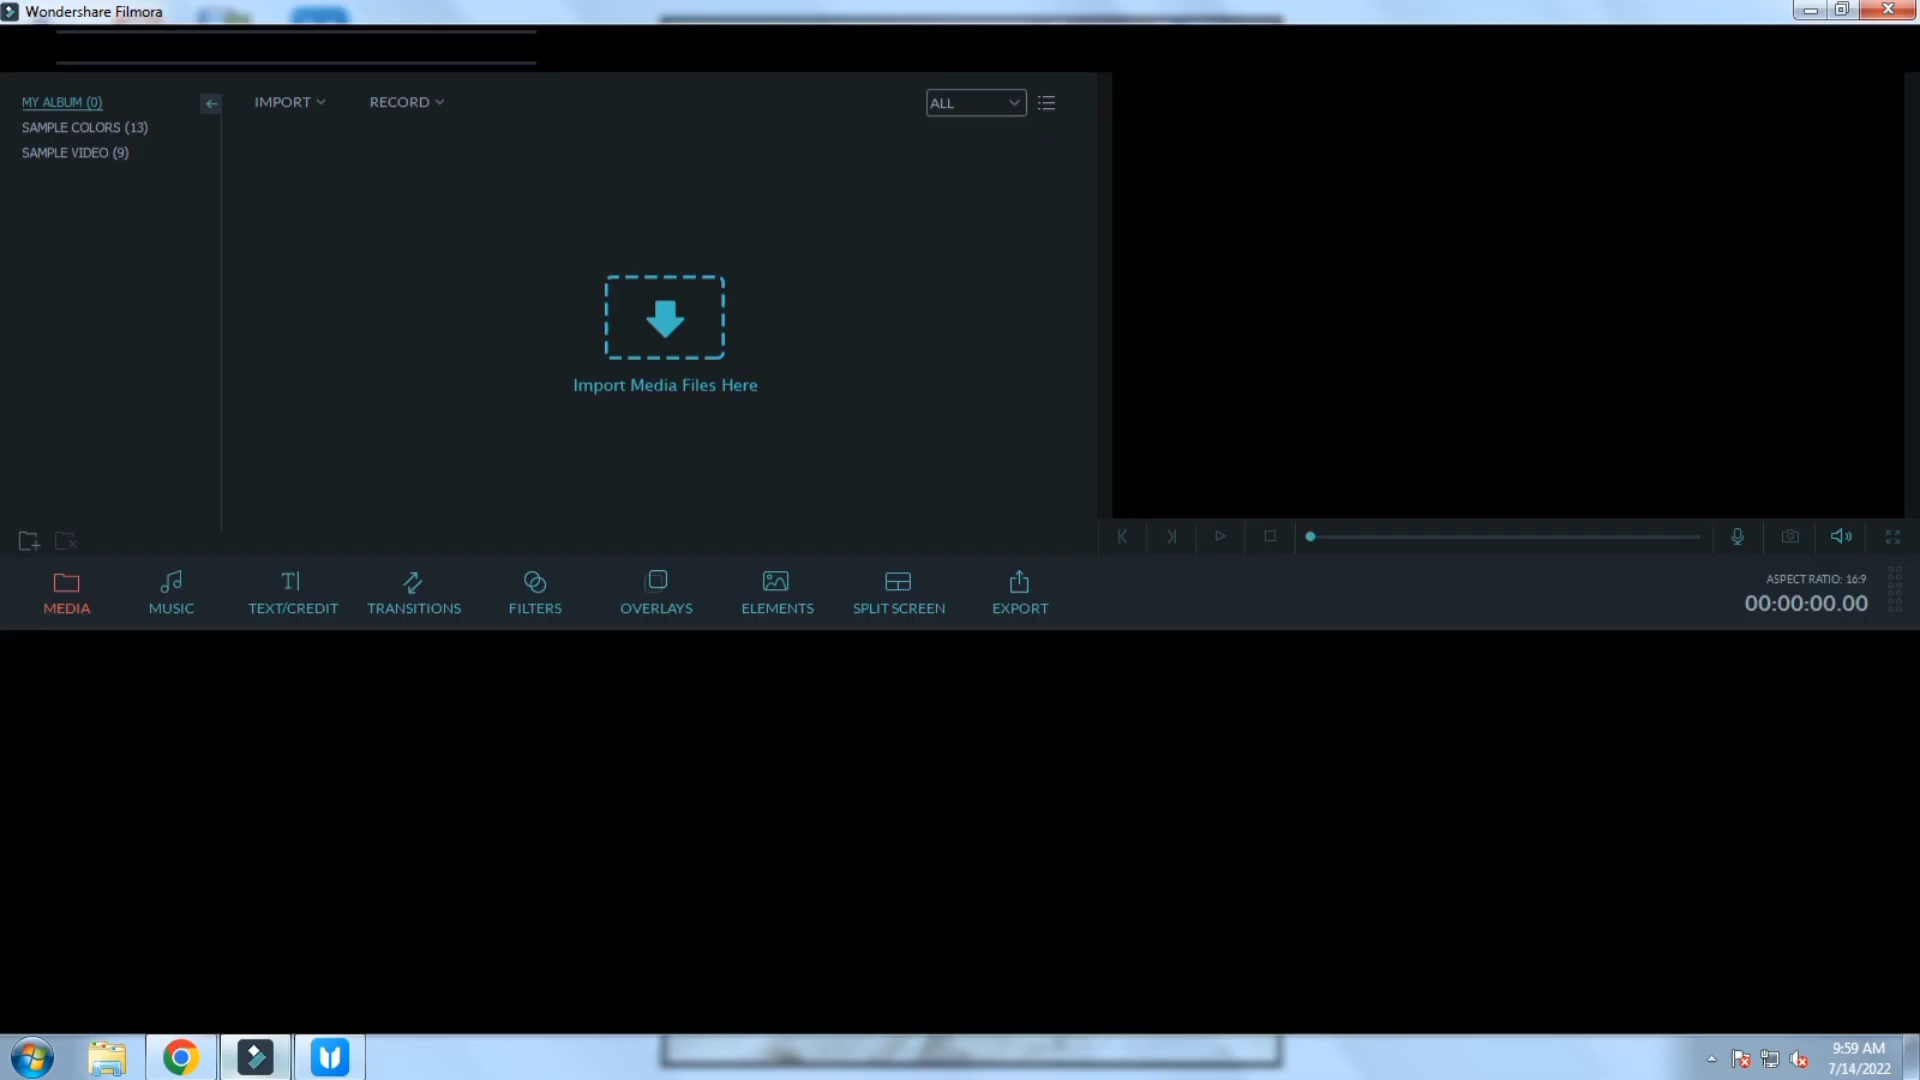 Wondershare Filmora
MY ALBUM (0)
IMPORT
RECORD
ALL
SAMPLE COLORS (13)
SAMPLE VIDEO (9)
Import Media Files Here
MEDIA
MUSIC
TEXT/CREDIT
TRANSITIONS
FILTERS
OVERLAYS
ELEMENTS
SPLIT SCREEN
EXPORT
ASPECT RATIO: 16:9
00:00:00.00
9:59 AM
7/14/2022